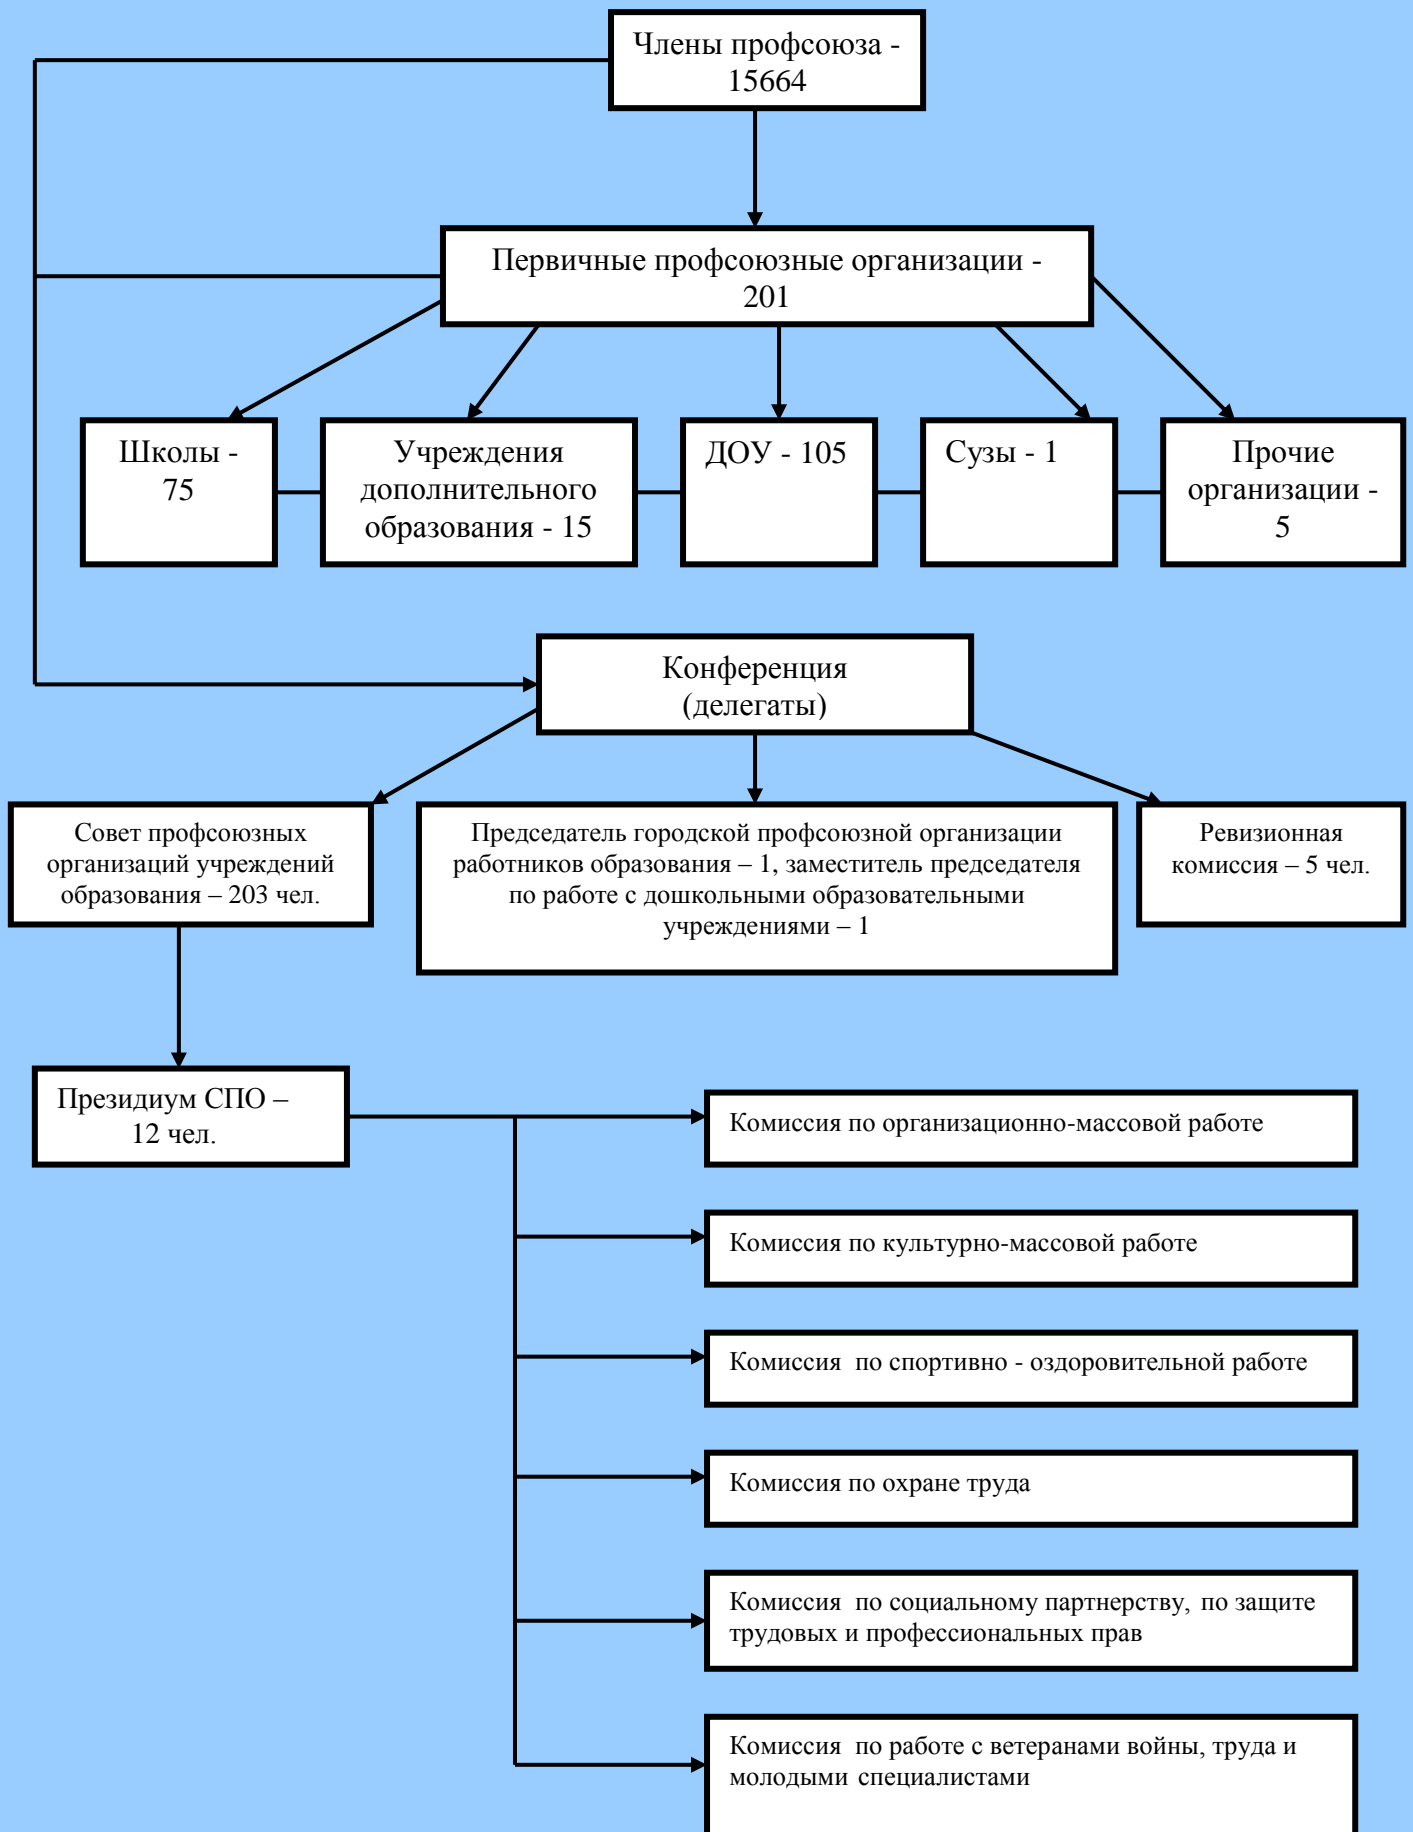 Члены профсоюза -
15664
Первичные профсоюзные организации -
201
Школы -
75
Учреждения
дополнительного
образования - 15
ДОУ - 105
Сузы - 1
Прочие
организации -
5
Конференция
(делегаты)
Совет профсоюзных
организаций учреждений
образования – 203 чел.
Председатель городской профсоюзной организации
работников образования – 1, заместитель председателя
по работе с дошкольными образовательными
учреждениями – 1
Ревизионная
комиссия – 5 чел.
Президиум СПО –
12 чел.
Комиссия по организационно-массовой работе
Комиссия по культурно-массовой работе
Комиссия по спортивно - оздоровительной работе
Комиссия по охране труда
Комиссия по социальному партнерству, по защите
трудовых и профессиональных прав
Комиссия по работе с ветеранами войны, труда и
молодыми специалистами